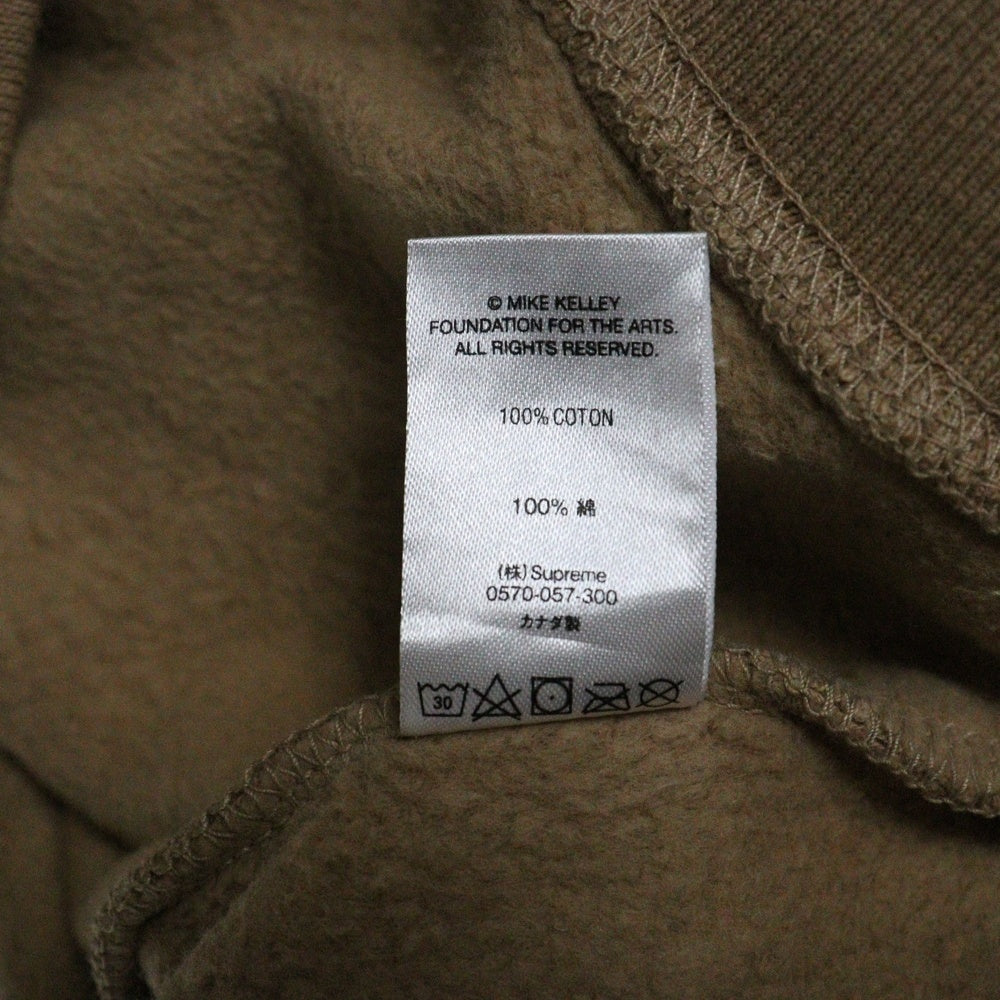 © MIKE KELLEY
FOUNDATION FOR THE ARTS.
ALL RIGHTS RESERVED.
100% COTON
100% 綿
(株)Supreme
0570-057-300
カナダ製
30